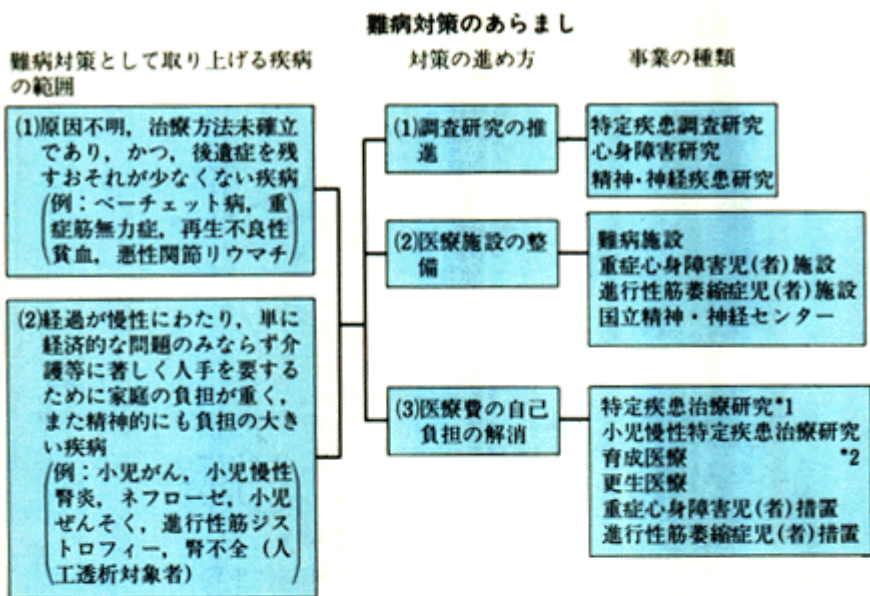 難病対策のあらまし
難病対策として取り上げる疾病
の範囲
(1)原因不明，治療方法未確立
であり，かつ，後遺症を残
すおそれが少なくない疾病
(例：ベーチェット病，重
症筋無力症，再生不良性
貧血，悪性関節リウマチ)
(2)経過が慢性にわたり，単に
経済的な問題のみならず介
護等に著しく人手を要する
ために家庭の負担が重く，
また精神的にも負担の大き
い疾病
(例：小児がん，小児慢性
腎炎，ネフローゼ，小児
ぜんそく，進行性筋ジス
トロフィー，腎不全（人
工透析対象者）)
対策の進め方
(1)調査研究の推
進
(2)医療施設の整
備
(3)医療費の自己
負担の解消
事業の種類
特定疾患調査研究
心身障害研究
精神・神経疾患研究
難病施設
重症心身障害児(者)施設
進行性筋萎縮症児(者)施設
国立精神・神経センター
特定疾患治療研究*1
小児慢性特定疾患治療研究
育成医療 *2
更生医療
重症心身障害児(者)措置
進行性筋萎縮症児(者)措置